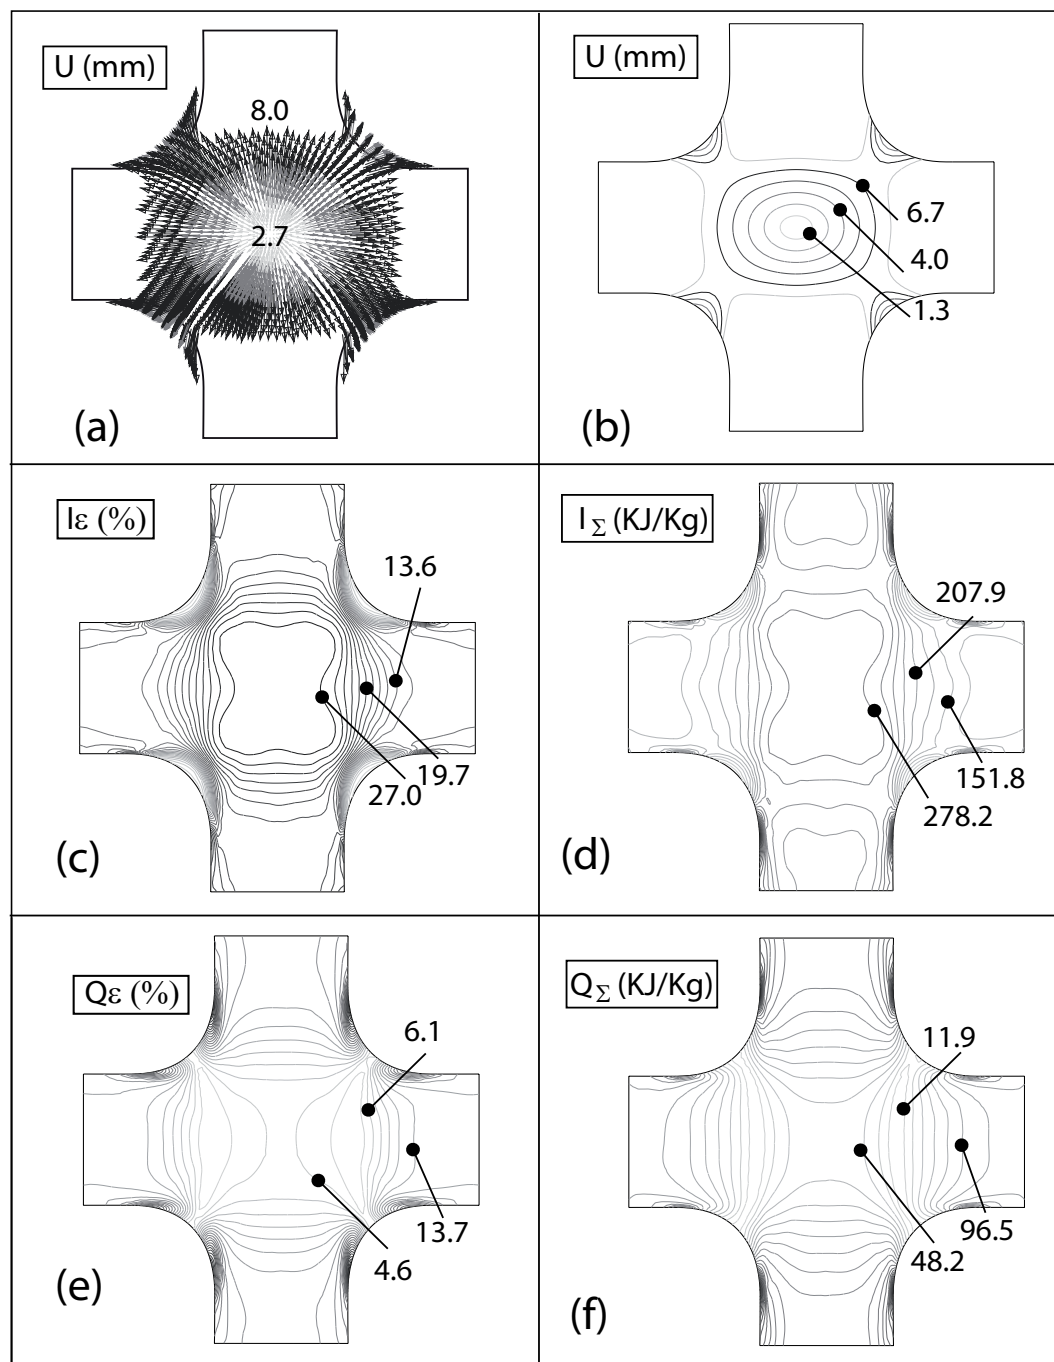 U (mm)
8.0
2.7
(a)
U (mm)
6.7
4.0
1.3
(b)
Iε (%)
13.6
19.7
27.0
(c)
I Σ (KJ/Kg)
207.9
151.8
278.2
(d)
Qε (%)
6.1
13.7
4.6
(e)
Q Σ (KJ/Kg)
11.9
96.5
48.2
(f)